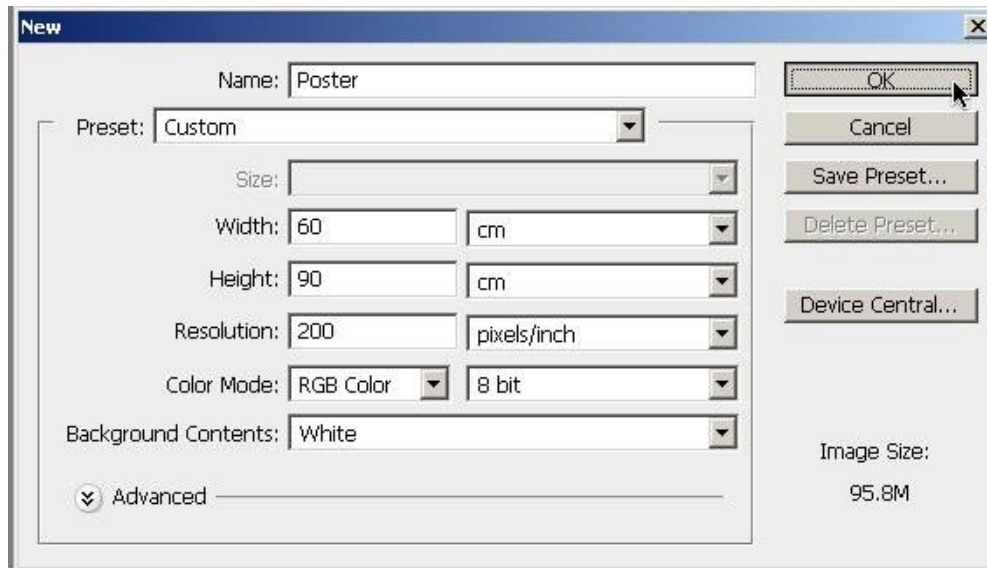 New
Name: Poster
OK
Preset: Custom
Cancel
Size:
Save Preset...
Width: 60 cm
Delete Preset...
Height: 90 cm
Device Central...
Resolution: 200 pixels/inch
Color Mode: RGB Color 8 bit
Background Contents: White
Image Size:
95.8M
Advanced